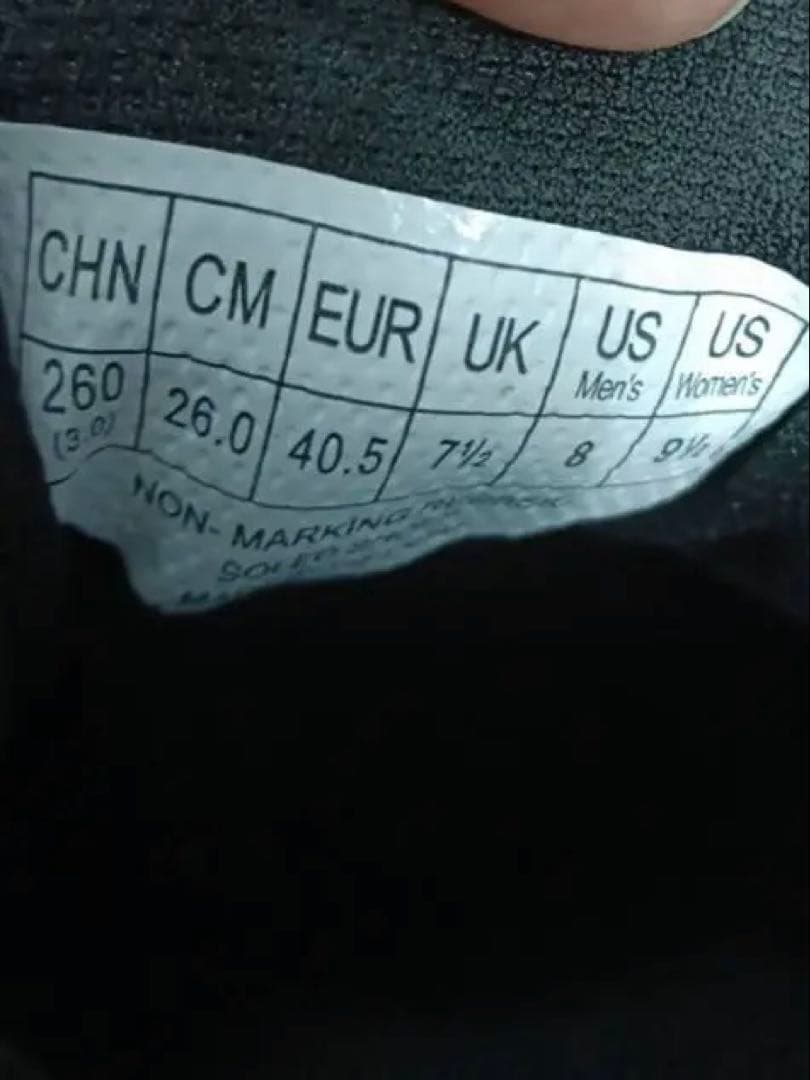 CHN CM EUR UK US Men's US Women's
260 (3.0) 26.0 40.5 7½ 8 9½
NON-MARKING